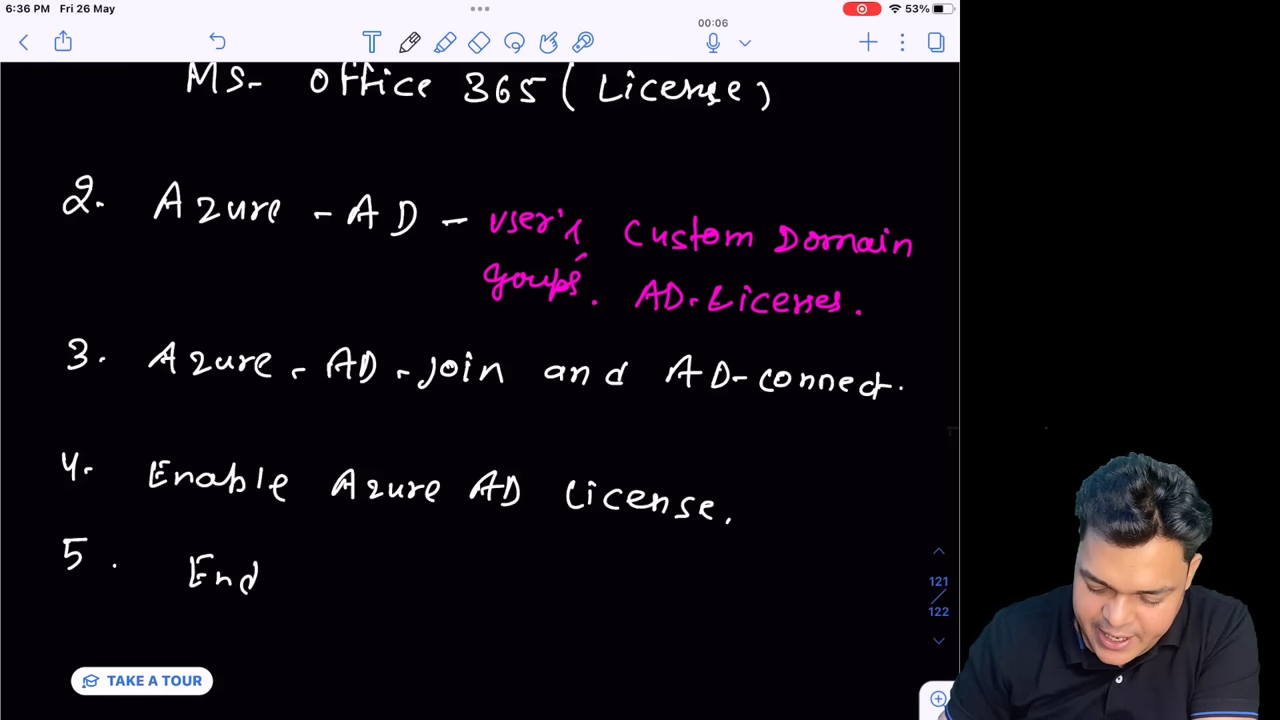 6:36 PM Fri 26 May
53%
00:06
T
MS- Office 365 (License)
2. Azure - AD - user's, Custom Domain
groups. AD-Licenses.
3. Azure - AD - join and AD-connect.
4. Enable Azure AD License.
5. End
121
122
TAKE A TOUR